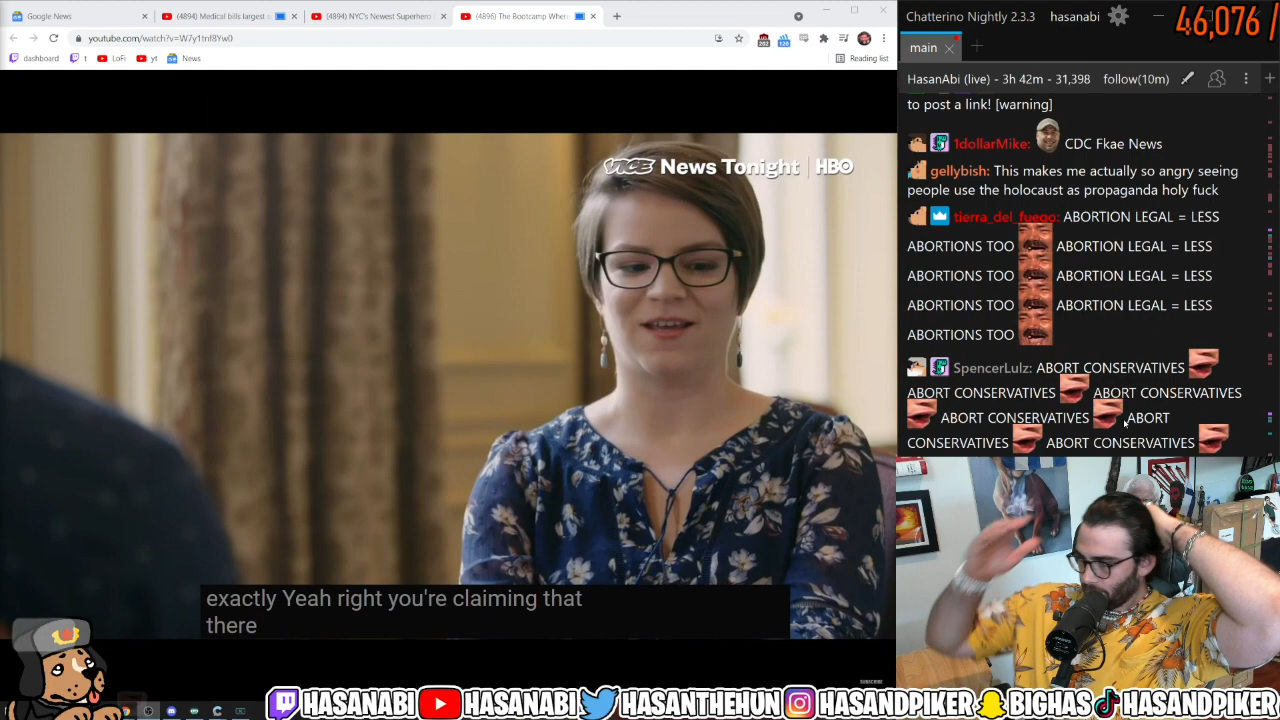 Google News
(4894) Medical bills largest s
(4894) NYC's Newest Superhero
(4896) The Bootcamp Wher
youtube.com/watch?v=W7y1tnf8Yw0
202
120
dashboard
t
LoFi
yt
News
Reading list
VICE News Tonight | HBO
exactly Yeah right you're claiming that
there
SUBSCRIBE
Chatterino Nightly 2.3.3
hasanabi
46,076 /
main
HasanAbi (live) - 3h 42m - 31,398
follow(10m)
to post a link! [warning]
1dollarMike: CDC Fkae News
gellybish: This makes me actually so angry seeing
people use the holocaust as propaganda holy fuck
tierra_del_fuego: ABORTION LEGAL = LESS
ABORTIONS TOO ABORTION LEGAL = LESS
ABORTIONS TOO ABORTION LEGAL = LESS
ABORTIONS TOO ABORTION LEGAL = LESS
ABORTIONS TOO
SpencerLulz: ABORT CONSERVATIVES
ABORT CONSERVATIVES ABORT CONSERVATIVES
ABORT CONSERVATIVES ABORT
CONSERVATIVES ABORT CONSERVATIVES
HASANABI HASANABI HASANTHEHUN HASANDPIKER BIGHAS HASANDPIKER